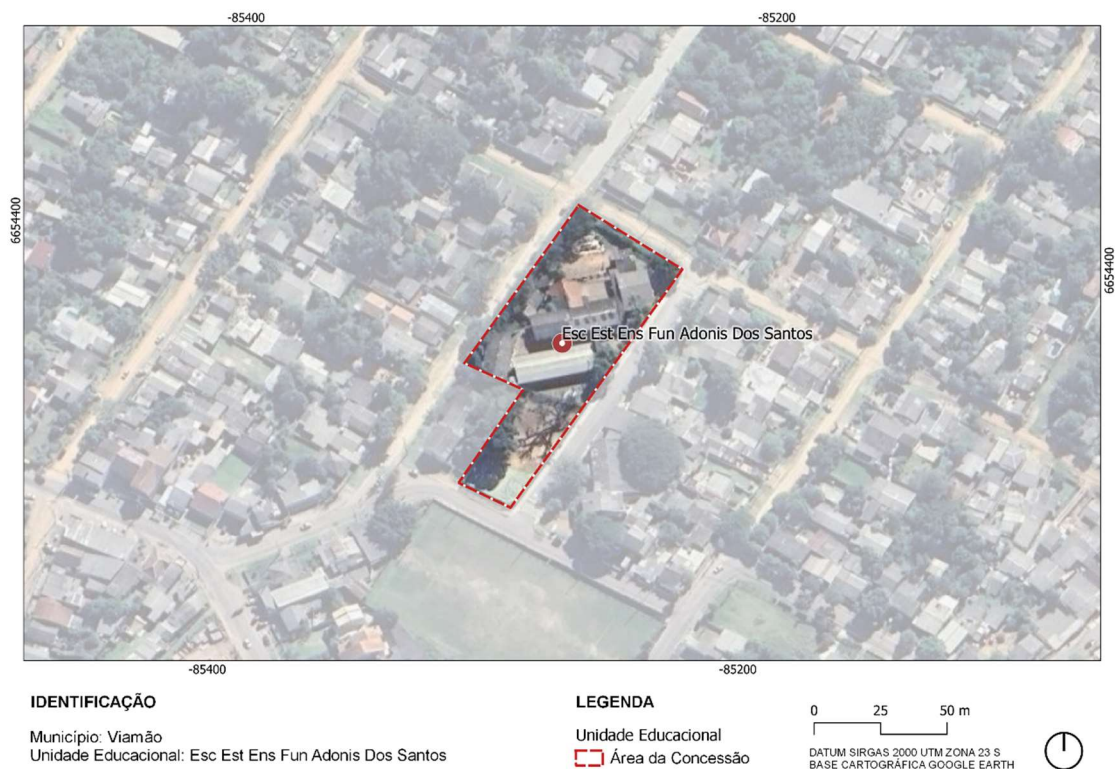 -85400
-85200
6654400
6654400
Esc Est Ens Fun Adonis Dos Santos
-85400
-85200
IDENTIFICAÇÃO
Município: Viamão
Unidade Educacional: Esc Est Ens Fun Adonis Dos Santos
LEGENDA
Unidade Educacional
Área da Concessão
0 25 50 m
DATUM SIRGAS 2000 UTM ZONA 23 S
BASE CARTOGRÁFICA GOOGLE EARTH